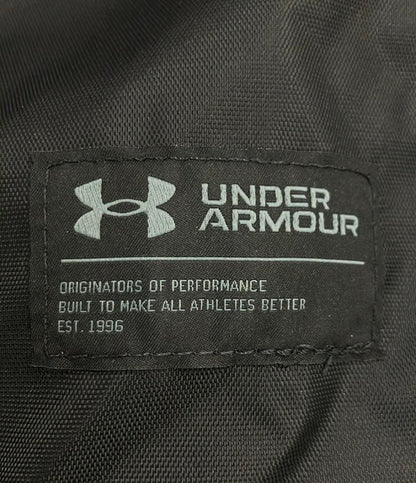 UNDER
ARMOUR
ORIGINATORS OF PERFORMANCE
BUILT TO MAKE ALL ATHLETES BETTER
EST. 1996